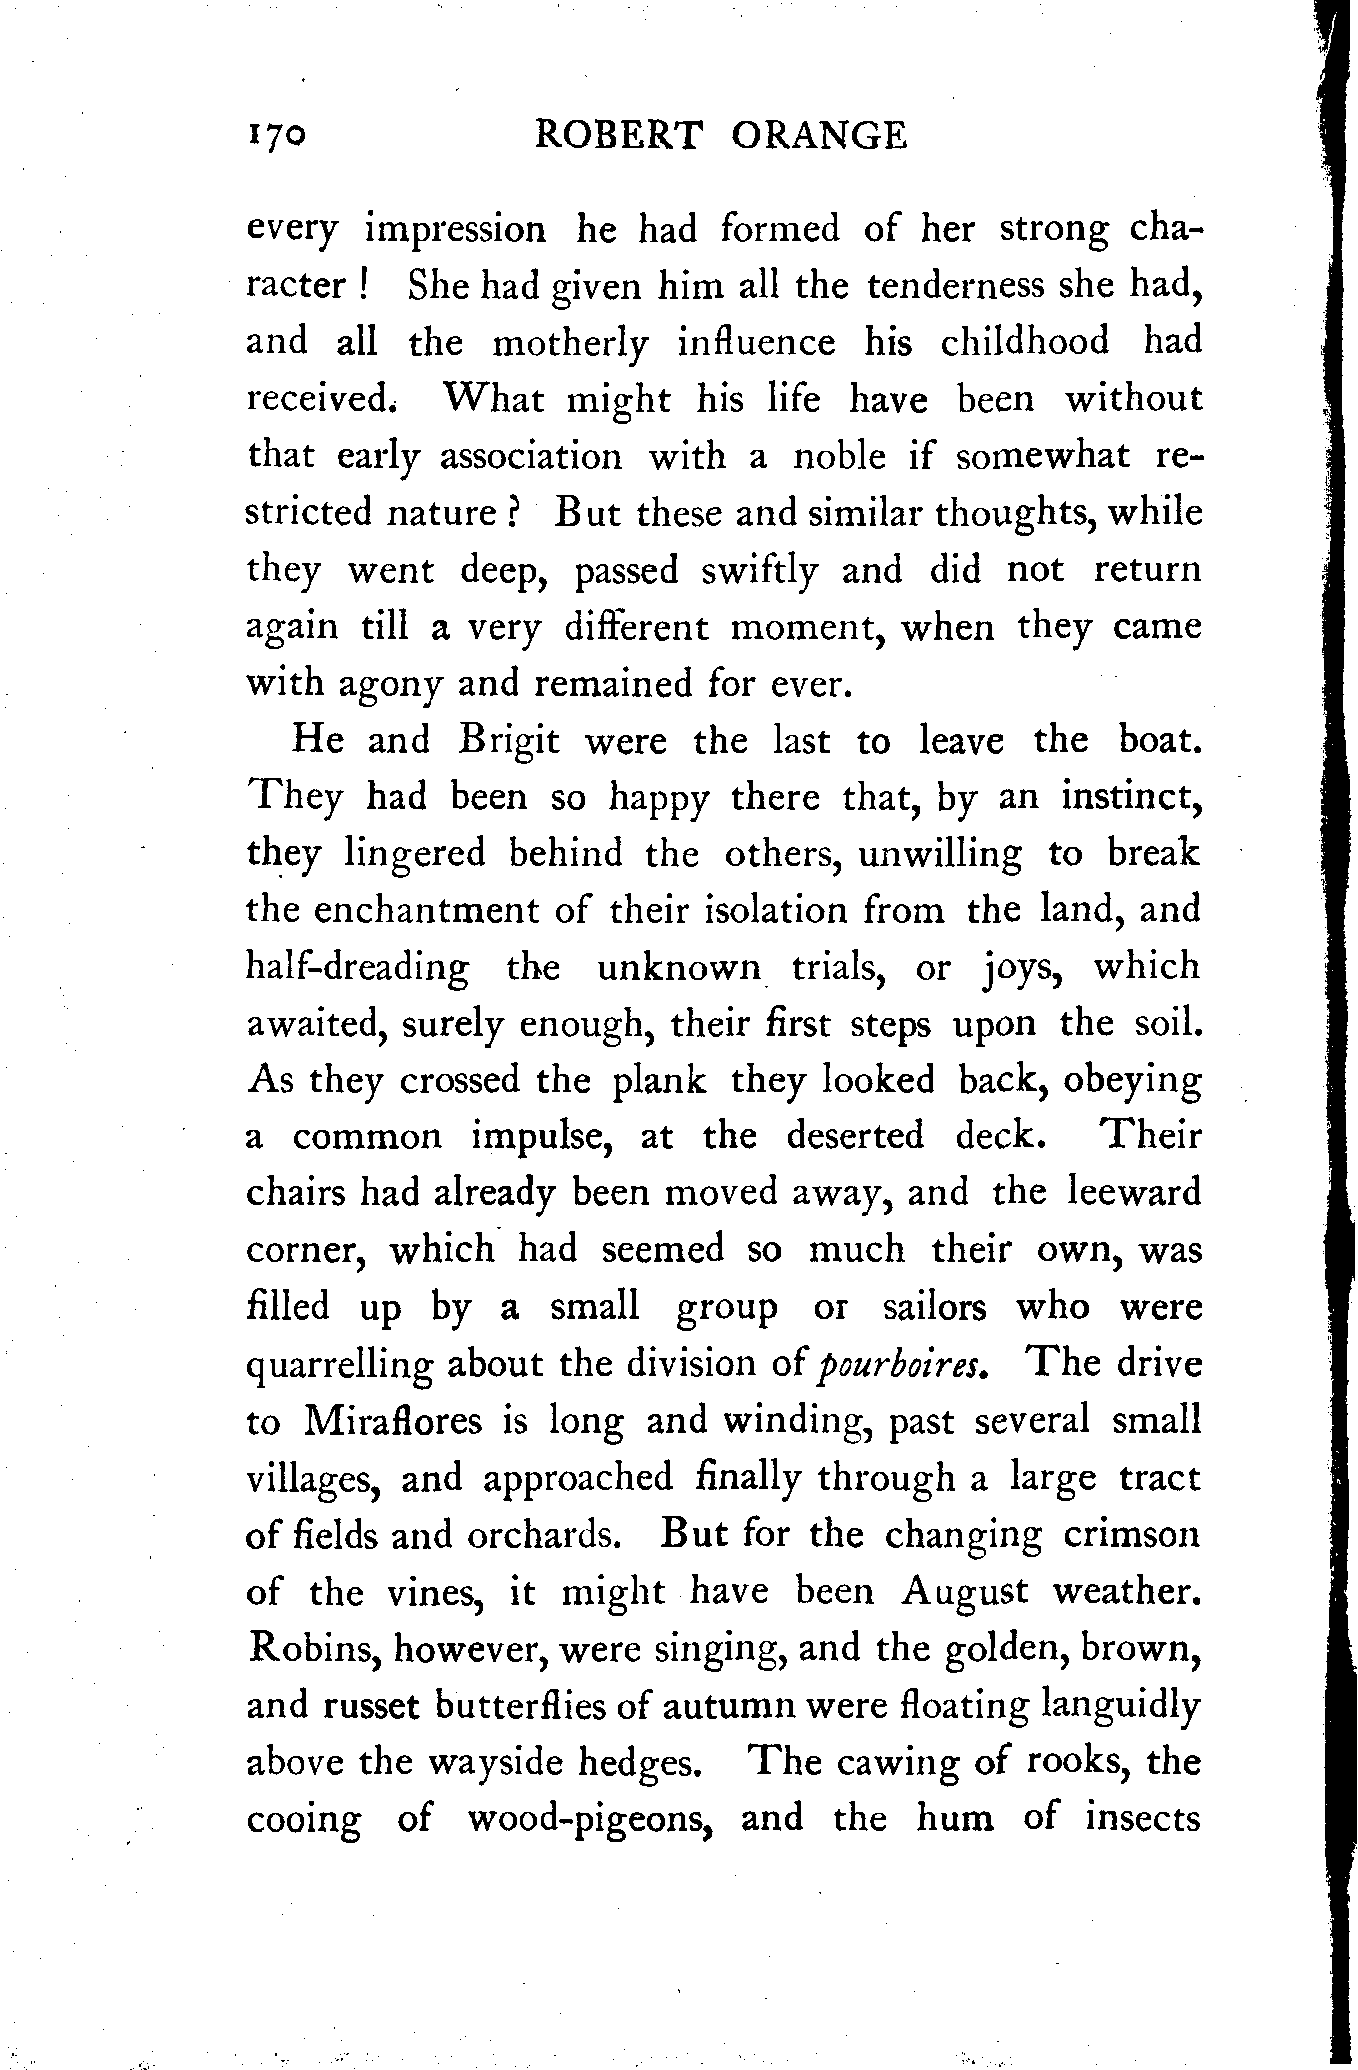 170 ROBERT ORANGE
every impression he had formed of her strong cha-
racter ! She had given him all the tenderness she had,
and all the motherly influence his childhood had
received. What might his life have been without
that early association with a noble if somewhat re-
stricted nature ? But these and similar thoughts, while
they went deep, passed swiftly and did not return
again till a very different moment, when they came
with agony and remained for ever.
He and Brigit were the last to leave the boat.
They had been so happy there that, by an instinct,
they lingered behind the others, unwilling to break
the enchantment of their isolation from the land, and
half-dreading the unknown trials, or joys, which
awaited, surely enough, their first steps upon the soil.
As they crossed the plank they looked back, obeying
a common impulse, at the deserted deck. Their
chairs had already been moved away, and the leeward
corner, which had seemed so much their own, was
filled up by a small group or sailors who were
quarrelling about the division of pourboires. The drive
to Miraflores is long and winding, past several small
villages, and approached finally through a large tract
of fields and orchards. But for the changing crimson
of the vines, it might have been August weather.
Robins, however, were singing, and the golden, brown,
and russet butterflies of autumn were floating languidly
above the wayside hedges. The cawing of rooks, the
cooing of wood-pigeons, and the hum of insects